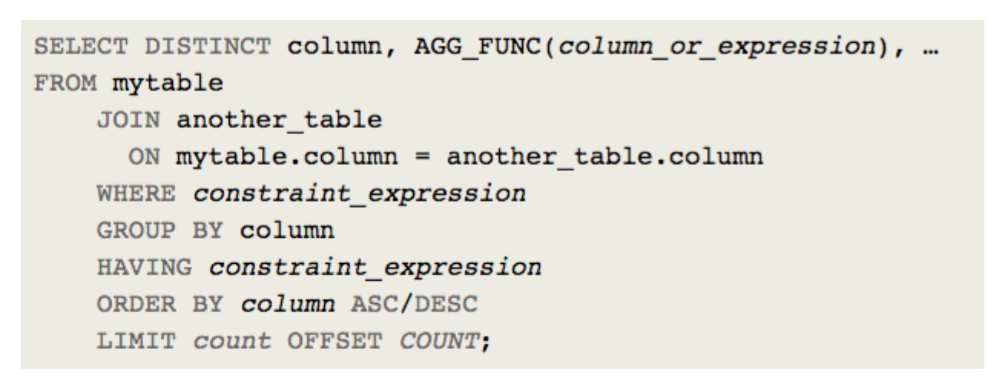 SELECT DISTINCT column, AGG_FUNC(column_or_expression), …
FROM mytable
JOIN another_table
ON mytable.column = another_table.column
WHERE constraint_expression
GROUP BY column
HAVING constraint_expression
ORDER BY column ASC/DESC
LIMIT count OFFSET COUNT;